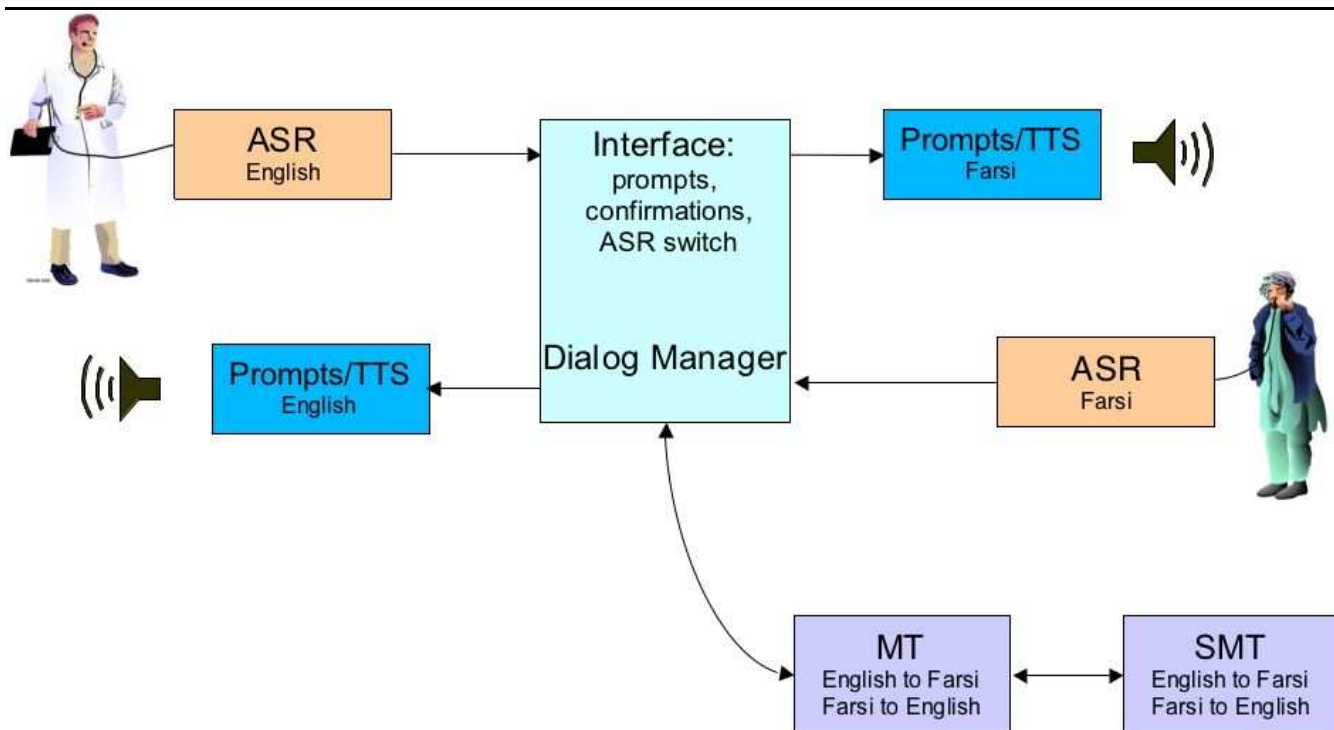 ASR
English
Interface:
prompts,
confirmations,
ASR switch
Dialog Manager
Prompts/TTS
Farsi
Prompts/TTS
English
ASR
Farsi
MT
English to Farsi
Farsi to English
SMT
English to Farsi
Farsi to English